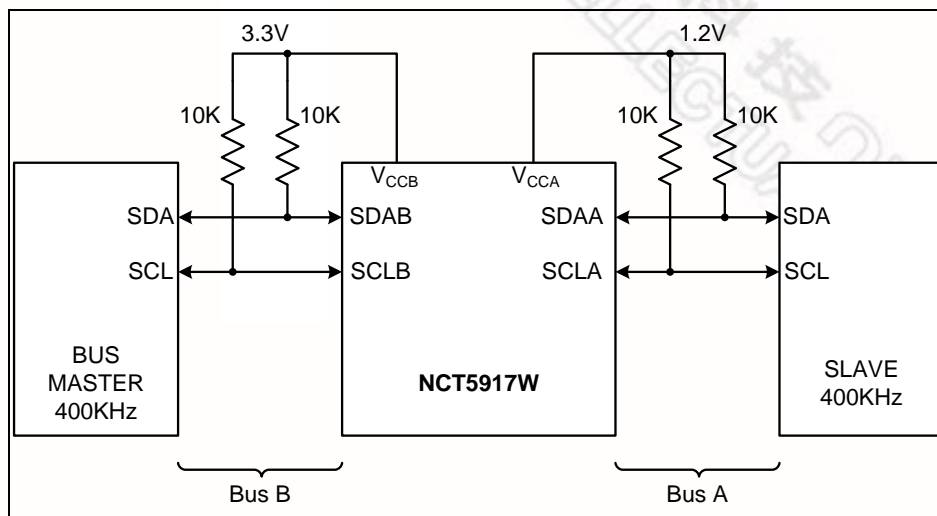 3.3V 1.2V
10K 10K 10K 10K
VCCB VCCA
SDA SDAB SDAA SDA
SCL SCLB SCLA SCL
BUS
MASTER
400KHz
NCT5917W
SLAVE
400KHz
Bus B Bus A